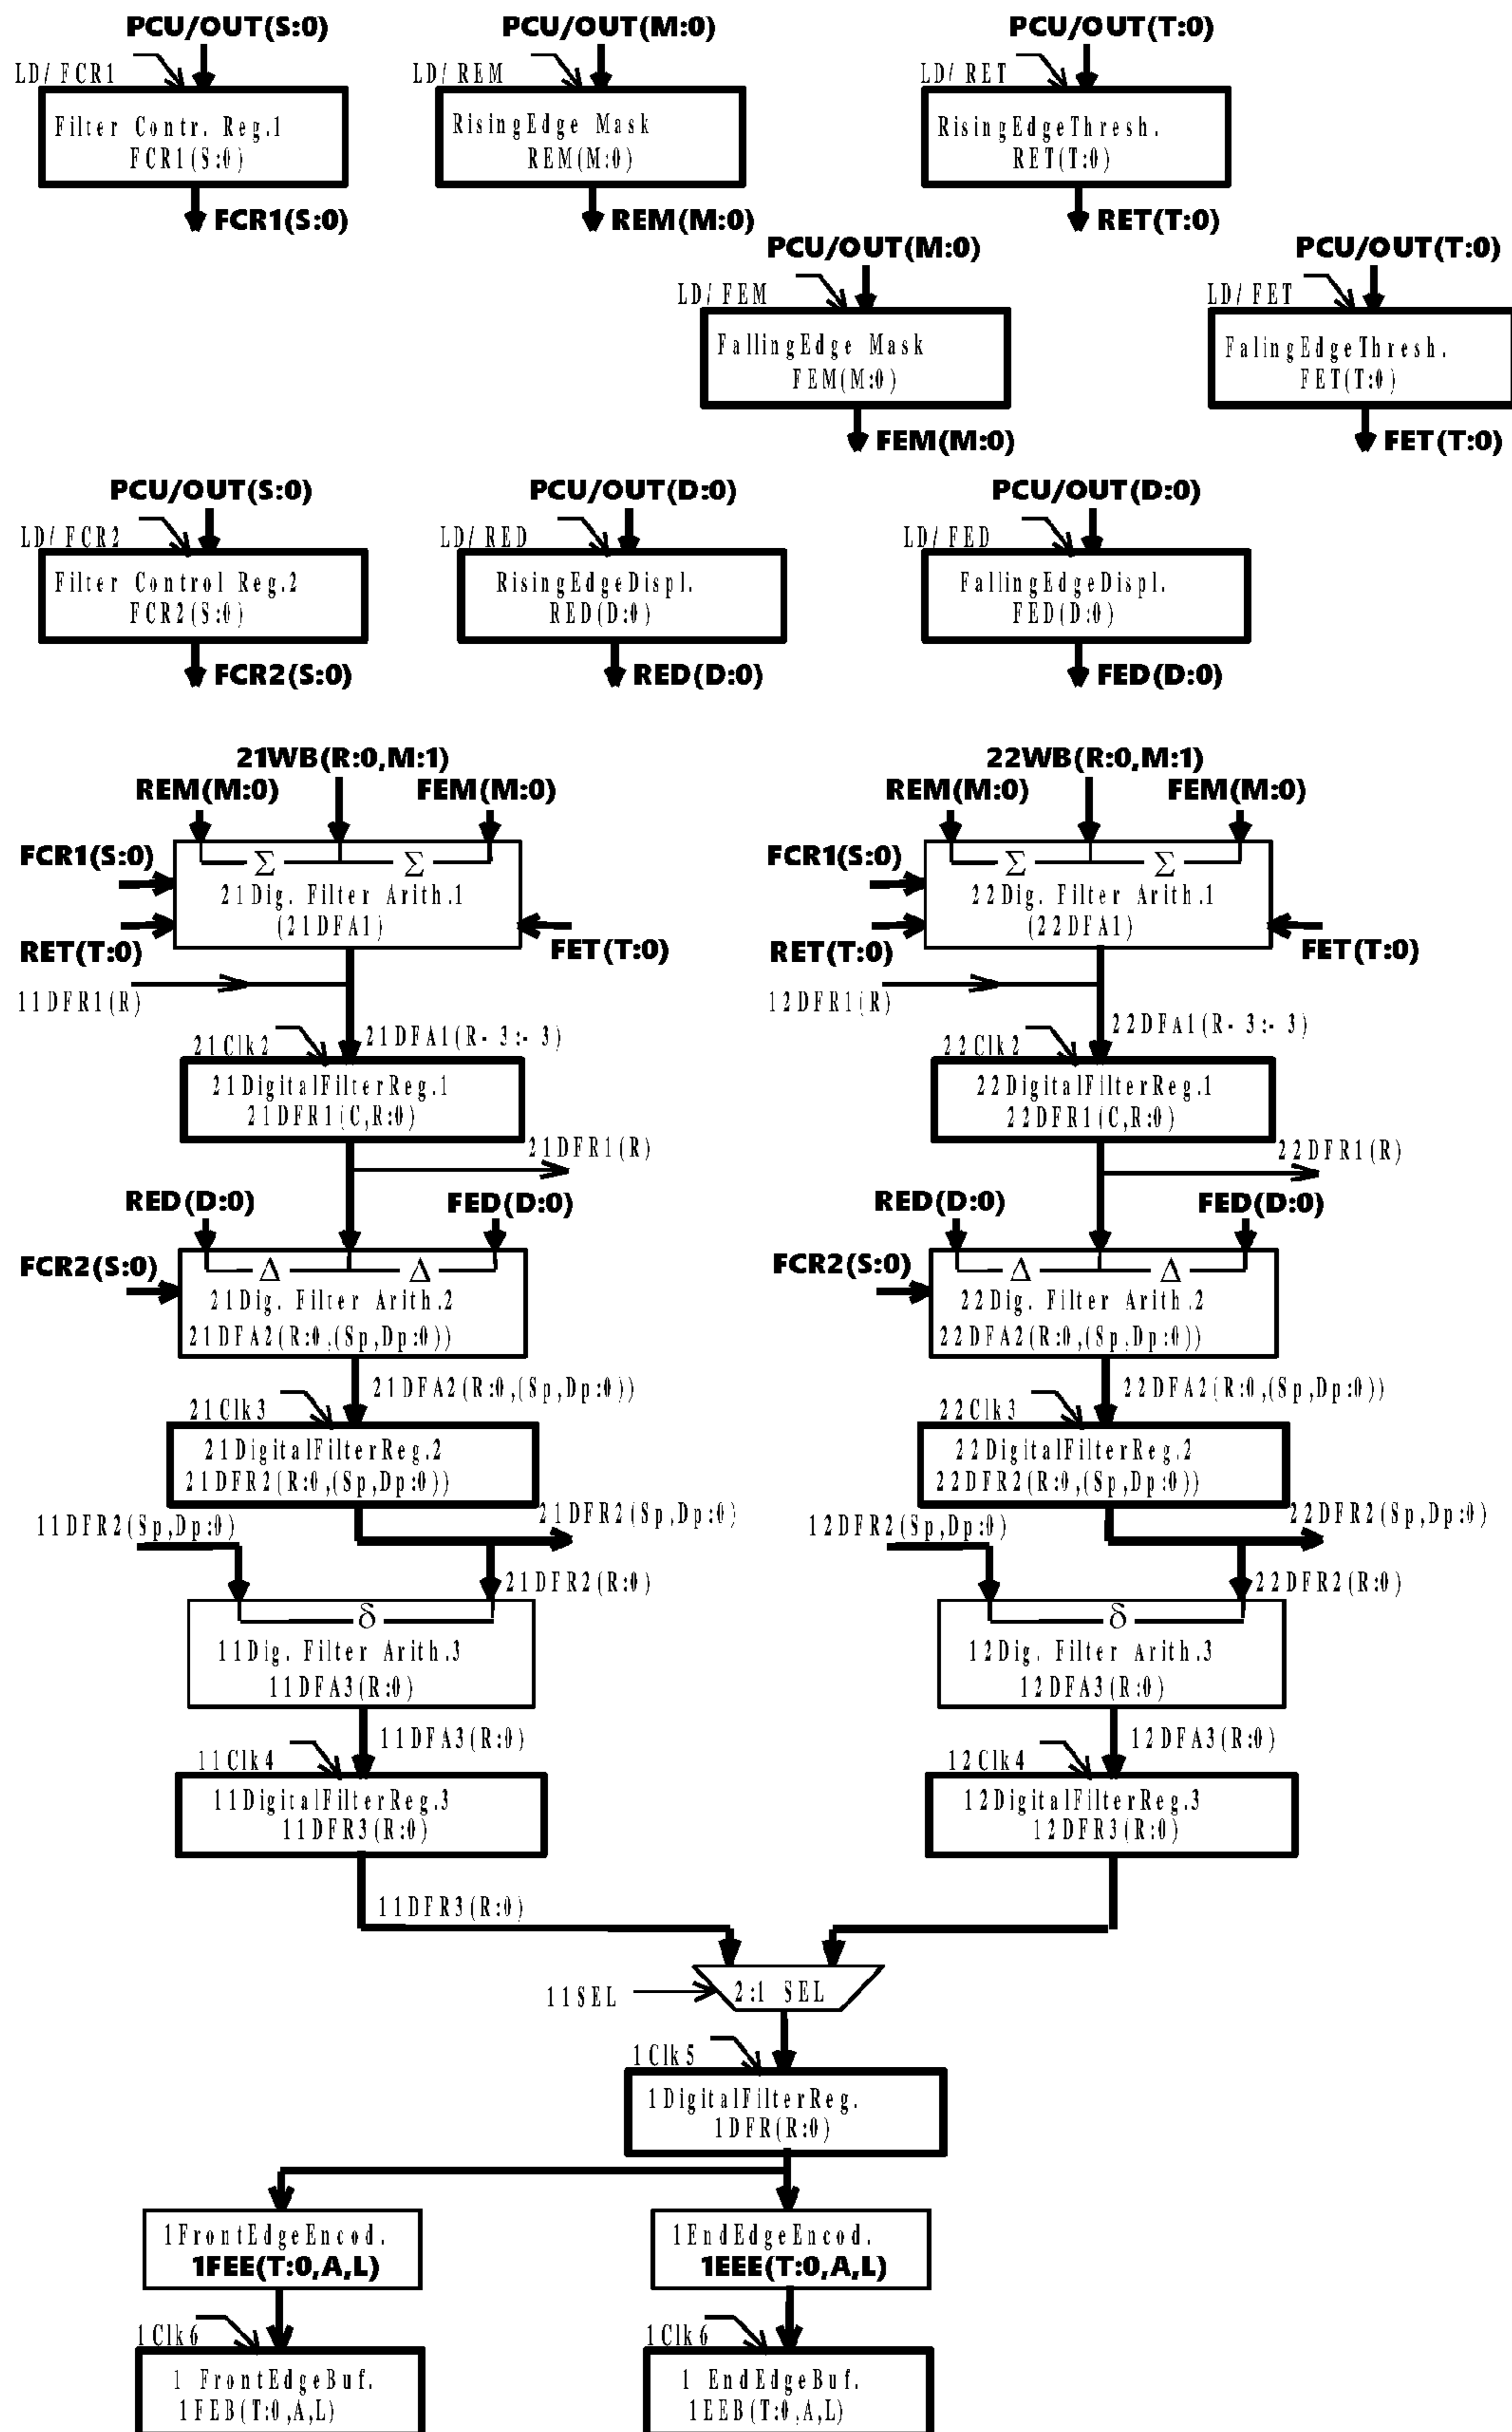 PCU/OUT(S:0)
PCU/OUT(M:0)
PCU/OUT(T:0)
LD/ FCR1
LD/ REM
LD/ RET
Filter Contr. Reg.1
FCR1(S:0)
RisingEdge Mask
REM(M:0)
RisingEdgeThresh.
RET(T:0)
FCR1(S:0)
REM(M:0)
RET(T:0)
PCU/OUT(M:0)
PCU/OUT(T:0)
LD/ FEM
LD/ FET
FallingEdge Mask
FEM(M:0)
FalingEdgeThresh.
FET(T:0)
FEM(M:0)
FET(T:0)
PCU/OUT(S:0)
PCU/OUT(D:0)
PCU/OUT(D:0)
LD/ FCR2
LD/ RED
LD/ FED
Filter Control Reg.2
FCR2(S:0)
RisingEdgeDispl.
RED(D:0)
FallingEdgeDispl.
FED(D:0)
FCR2(S:0)
RED(D:0)
FED(D:0)
21WB(R:0,M:1)
REM(M:0)
FEM(M:0)
FCR1(S:0)
Σ Σ
21Dig. Filter Arith.1
(21DFA1)
RET(T:0)
FET(T:0)
11DFR1(R)
21DFA1(R- 3:- 3)
21Clk2
21DigitalFilterReg.1
21DFR1(C,R:0)
21DFR1(R)
RED(D:0)
FED(D:0)
FCR2(S:0)
Δ Δ
21Dig. Filter Arith.2
21DFA2(R:0,(Sp,Dp:0))
21DFA2(R:0,(Sp,Dp:0))
21Clk3
21DigitalFilterReg.2
21DFR2(R:0,(Sp,Dp:0))
11DFR2(Sp,Dp:0)
21DFR2(Sp,Dp:0)
21DFR2(R:0)
δ
11Dig. Filter Arith.3
11DFA3(R:0)
11DFA3(R:0)
11Clk4
11DigitalFilterReg.3
11DFR3(R:0)
11DFR3(R:0)
22WB(R:0,M:1)
REM(M:0)
FEM(M:0)
FCR1(S:0)
Σ Σ
22Dig. Filter Arith.1
(22DFA1)
RET(T:0)
FET(T:0)
12DFR1(R)
22DFA1(R- 3:- 3)
22Clk2
22DigitalFilterReg.1
22DFR1(C,R:0)
22DFR1(R)
RED(D:0)
FED(D:0)
FCR2(S:0)
Δ Δ
22Dig. Filter Arith.2
22DFA2(R:0,(Sp,Dp:0))
22DFA2(R:0,(Sp,Dp:0))
22Clk3
22DigitalFilterReg.2
22DFR2(R:0,(Sp,Dp:0))
12DFR2(Sp,Dp:0)
22DFR2(Sp,Dp:0)
22DFR2(R:0)
δ
12Dig. Filter Arith.3
12DFA3(R:0)
12DFA3(R:0)
12Clk4
12DigitalFilterReg.3
12DFR3(R:0)
11SEL
2:1 SEL
1Clk5
1DigitalFilterReg.
1DFR(R:0)
1FrontEdgeEncod.
1FEE(T:0,A,L)
1EndEdgeEncod.
1EEE(T:0,A,L)
1Clk6
1Clk6
1 FrontEdgeBuf.
1FEB(T:0,A,L)
1 EndEdgeBuf.
1EEB(T:0,A,L)